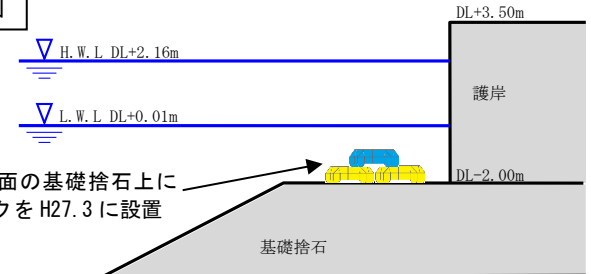 DL+3.50m
H.W.L DL+2.16m
護岸
L.W.L DL+0.01m
面の基礎捨石上に
クを H27.3 に設置
DL-2.00m
基礎捨石